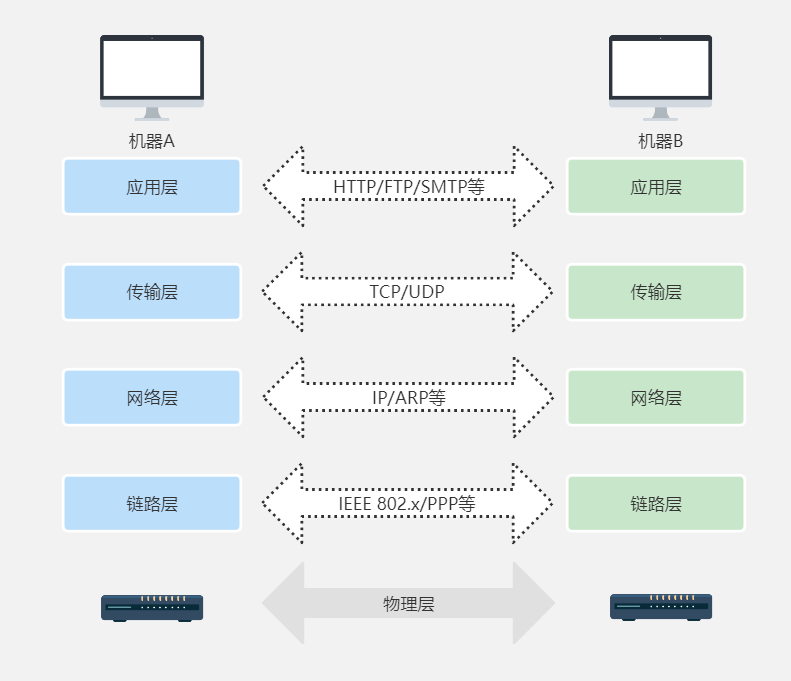 机器A
机器B
应用层
HTTP/FTP/SMTP等
应用层
传输层
TCP/UDP
传输层
网络层
IP/ARP等
网络层
链路层
IEEE 802.x/PPP等
链路层
物理层